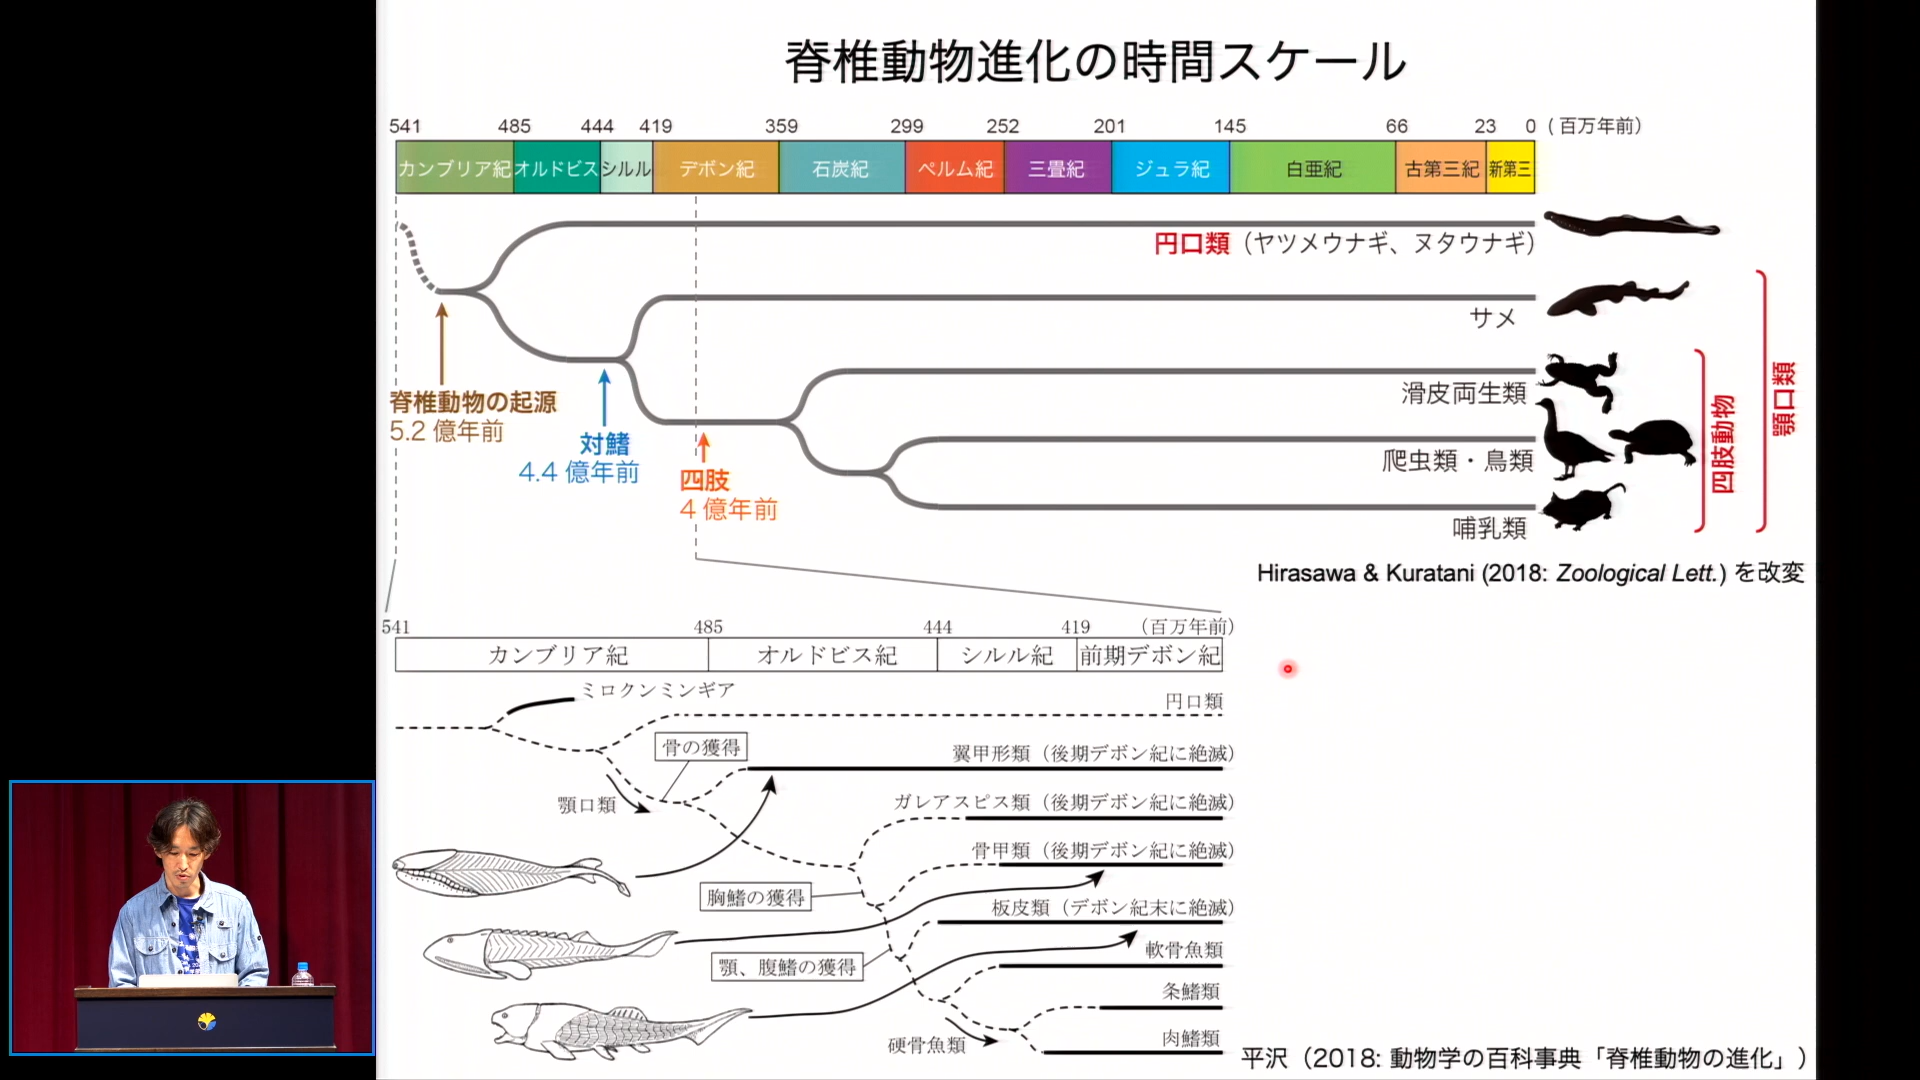 脊椎動物進化の時間スケール
541 485 444 419 359 299 252 201 145 66 23 0 (百万年前)
カンブリア紀 オルドビス シルル デボン紀 石炭紀 ペルム紀 三畳紀 ジュラ紀 白亜紀 古第三紀 新第三
円口類（ヤツメウナギ、ヌタウナギ）
サメ
滑皮両生類
爬虫類・鳥類
哺乳類
四肢動物
顎口類
脊椎動物の起源
5.2 億年前
対鰭
4.4 億年前
四肢
4 億年前
Hirasawa & Kuratani (2018: Zoological Lett.) を改変
541 485 444 419 (百万年前)
カンブリア紀 オルドビス紀 シルル紀 前期デボン紀
ミロクンミンギア
円口類
骨の獲得
翼甲形類（後期デボン紀に絶滅）
顎口類
ガレアスピス類（後期デボン紀に絶滅）
骨甲類（後期デボン紀に絶滅）
胸鰭の獲得
板皮類（デボン紀末に絶滅）
軟骨魚類
顎、腹鰭の獲得
条鰭類
硬骨魚類
肉鰭類
平沢（2018: 動物学の百科事典「脊椎動物の進化」）